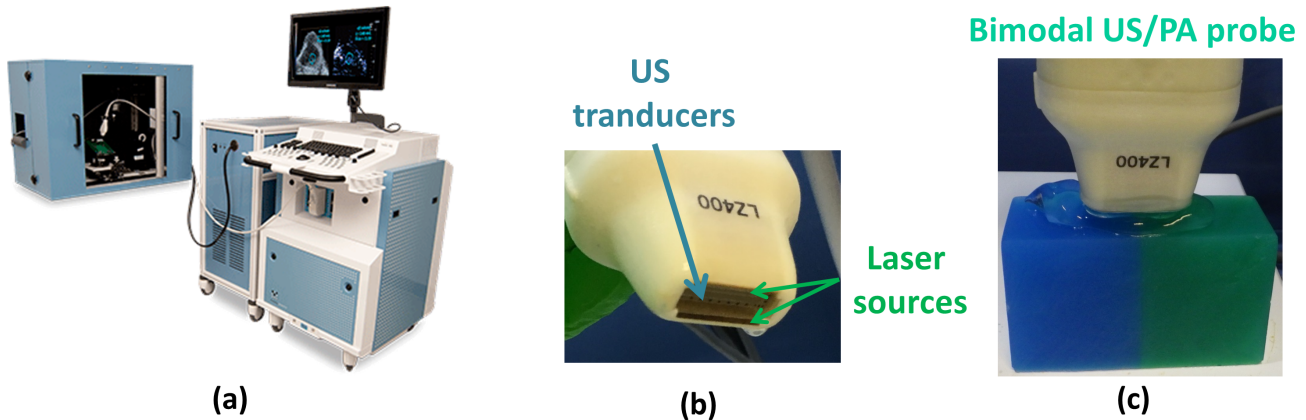 Bimodal US/PA probe
US
tranducers
LZ400
Laser
sources
LZ400
(a)
(b)
(c)